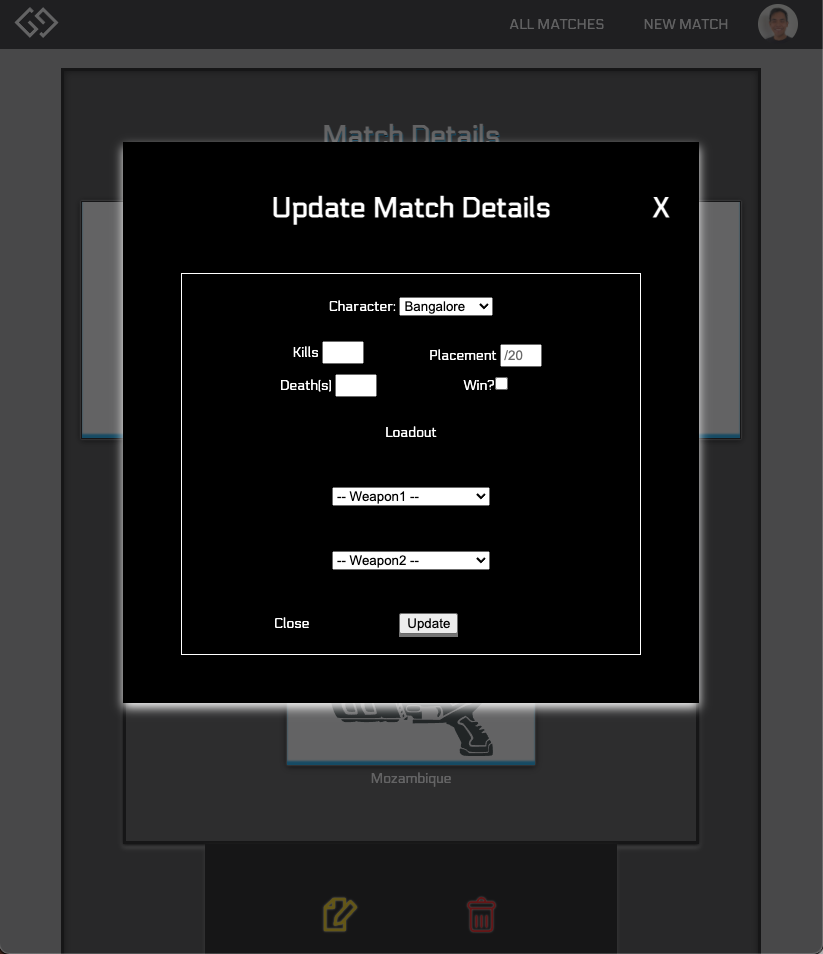 ALL MATCHES NEW MATCH
Match Details
Update Match Details X
Character: Bangalore
Kills Placement /20
Death(s) Win?
Loadout
-- Weapon1 --
-- Weapon2 --
Close Update
Mozambique